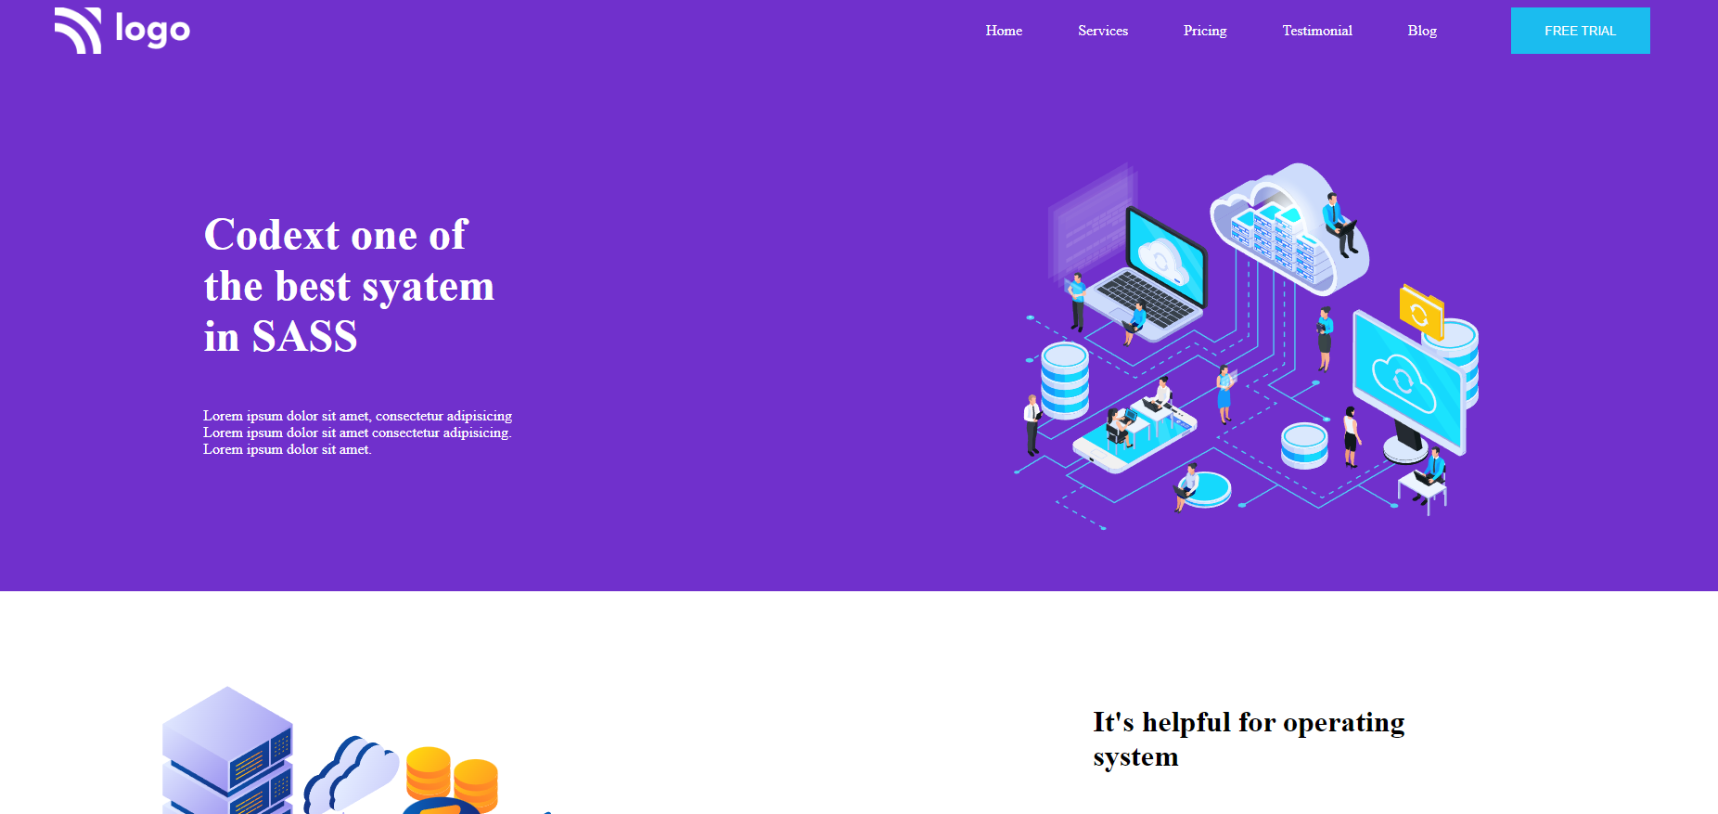 logo
Home
Services
Pricing
Testimonial
Blog
FREE TRIAL
Codext one of
the best syatem
in SASS
Lorem ipsum dolor sit amet, consectetur adipisicing
Lorem ipsum dolor sit amet consectetur adipisicing.
Lorem ipsum dolor sit amet.
It's helpful for operating
system